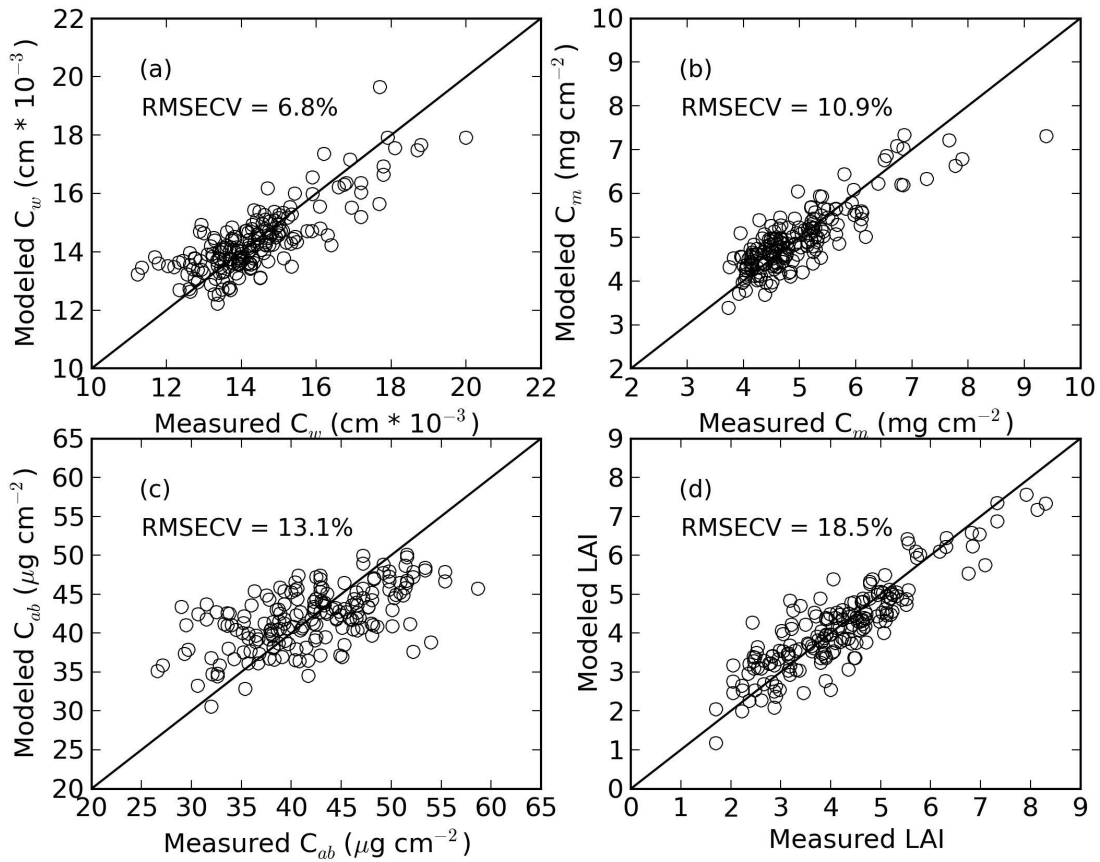 22
20
18
16
14
12
10
Modeled C_w (cm * 10^−3)
(a)
RMSECV = 6.8%
10 12 14 16 18 20 22
Measured C_w (cm * 10^−3)
10
9
8
7
6
5
4
3
2
Modeled C_m (mg cm^−2)
(b)
RMSECV = 10.9%
2 3 4 5 6 7 8 9 10
Measured C_m (mg cm^−2)
65
60
55
50
45
40
35
30
25
20
Modeled C_ab (μg cm^−2)
(c)
RMSECV = 13.1%
20 25 30 35 40 45 50 55 60 65
Measured C_ab (μg cm^−2)
9
8
7
6
5
4
3
2
1
0
Modeled LAI
(d)
RMSECV = 18.5%
0 1 2 3 4 5 6 7 8 9
Measured LAI